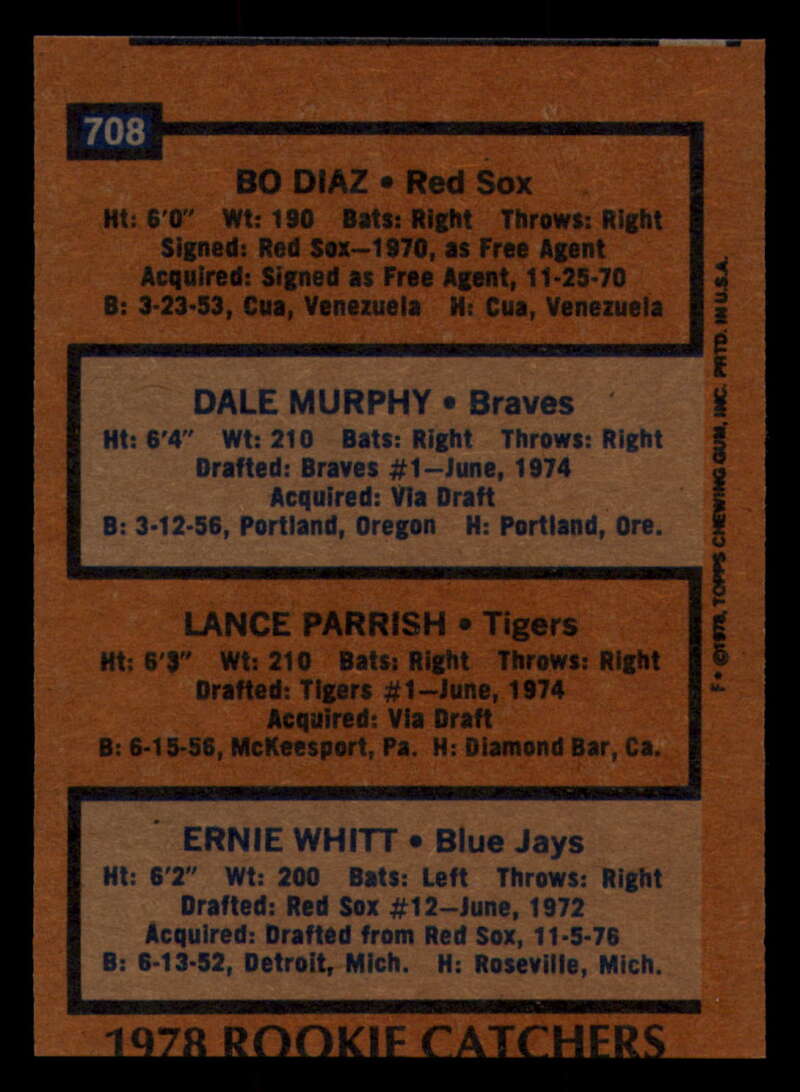 708
BO DIAZ • Red Sox
Ht: 6'0" Wt: 190 Bats: Right Throws: Right
Signed: Red Sox—1970, as Free Agent
Acquired: Signed as Free Agent, 11-25-70
B: 3-23-53, Cua, Venezuela H: Cua, Venezuela
DALE MURPHY • Braves
Ht: 6'4" Wt: 210 Bats: Right Throws: Right
Drafted: Braves #1—June, 1974
Acquired: Via Draft
B: 3-12-56, Portland, Oregon H: Portland, Ore.
LANCE PARRISH • Tigers
Ht: 6'3" Wt: 210 Bats: Right Throws: Right
Drafted: Tigers #1—June, 1974
Acquired: Via Draft
B: 6-15-56, McKeesport, Pa. H: Diamond Bar, Ca.
ERNIE WHITT • Blue Jays
Ht: 6'2" Wt: 200 Bats: Left Throws: Right
Drafted: Red Sox #12—June, 1972
Acquired: Drafted from Red Sox, 11-5-76
B: 6-13-52, Detroit, Mich. H: Roseville, Mich.
1978 ROOKIE CATCHERS
F• ©1978, TOPPS CHEWING GUM, INC. PRTD. IN U.S.A.